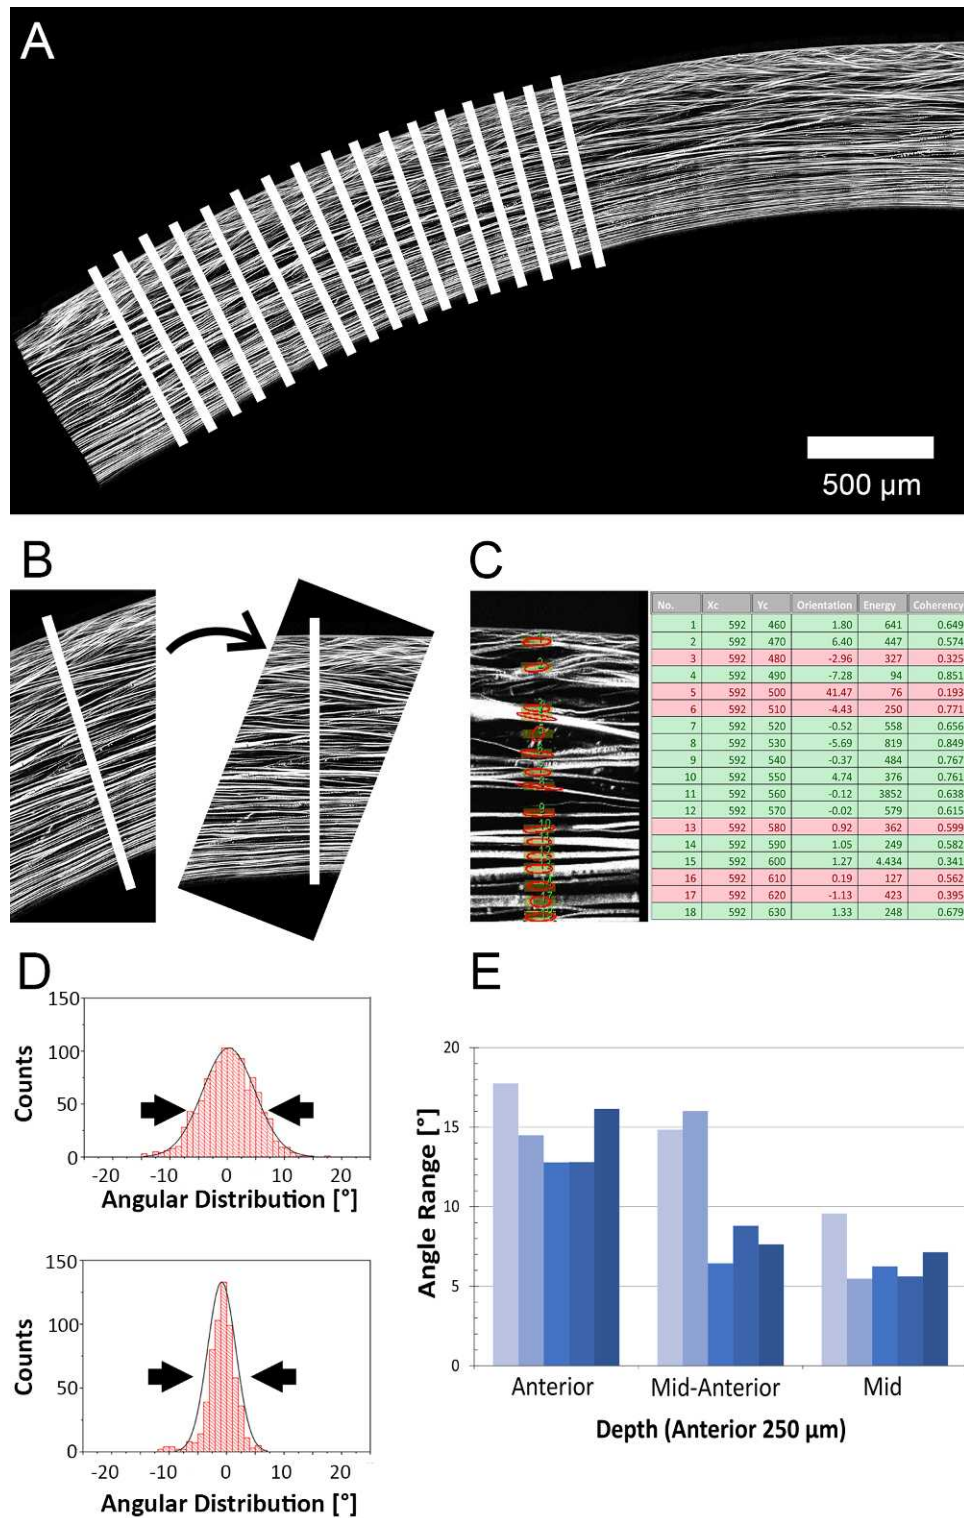 A
500 μm
B
C
No. Xc Yc Orientation Energy Coherency
1 592 460 1.80 641 0.649
2 592 470 6.40 447 0.574
3 592 480 -2.96 327 0.325
4 592 490 -7.28 94 0.851
5 592 500 41.47 76 0.193
6 592 510 -4.43 250 0.771
7 592 520 -0.52 558 0.656
8 592 530 -5.69 819 0.849
9 592 540 -0.37 484 0.767
10 592 550 4.74 376 0.761
11 592 560 -0.12 3852 0.638
12 592 570 -0.02 579 0.615
13 592 580 0.92 362 0.599
14 592 590 1.05 249 0.582
15 592 600 1.27 4.434 0.341
16 592 610 0.19 127 0.562
17 592 620 -1.13 423 0.395
18 592 630 1.33 248 0.679
D
150
100
50
0
Counts
-20 -10 0 10 20
Angular Distribution [°]
150
100
50
0
Counts
-20 -10 0 10 20
Angular Distribution [°]
E
20
15
10
5
0
Angle Range [°]
Anterior Mid-Anterior Mid
Depth (Anterior 250 μm)